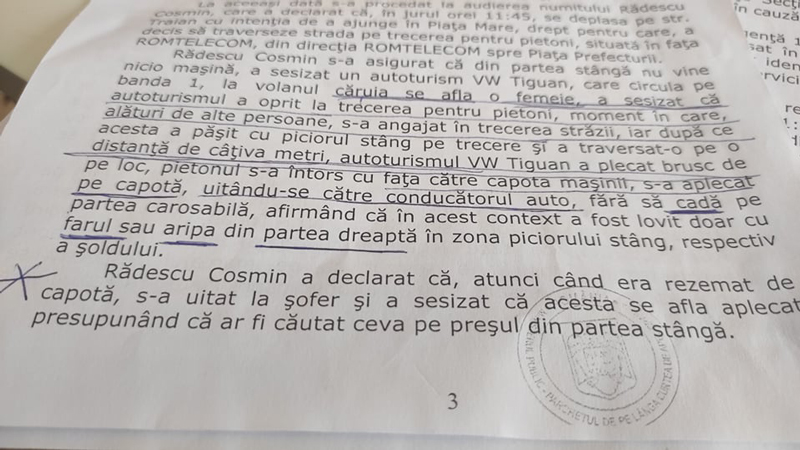 La aceeași dată s-a procedat la audierea numitului Rădescu
Cosmin, care a declarat că, în jurul orei 11:45, se deplasa pe str.
Traian cu intenția de a ajunge în Piața Mare, drept pentru care, a
decis să traverseze strada pe trecerea pentru pietoni, situată în fața
ROMTELECOM, din direcția ROMTELECOM spre Piața Prefecturii.
Rădescu Cosmin s-a asigurat că din partea stângă nu vine
nicio mașină, a sesizat un autoturism VW Tiguan, care circula pe
banda 1, la volanul căruia se afla o femeie, a sesizat că
autoturismul a oprit la trecerea pentru pietoni, moment în care,
alături de alte persoane, s-a angajat în trecerea străzii, iar după ce
acesta a pășit cu piciorul stâng pe trecere și a traversat-o pe o
distanță de câțiva metri, autoturismul VW Tiguan a plecat brusc de
pe loc, pietonul s-a întors cu fața către capota mașinii, s-a aplecat
pe capotă, uitându-se către conducătorul auto, fără să cadă pe
partea carosabilă, afirmând că în acest context a fost lovit doar cu
farul sau aripa din partea dreaptă în zona piciorului stâng, respectiv
a șoldului.
Rădescu Cosmin a declarat că, atunci când era rezemat de
capotă, s-a uitat la șofer și a sesizat că acesta se afla aplecat
presupunând că ar fi căutat ceva pe preșul din partea stângă.
3
PARCHETUL DE PE LÂNGĂ CURTEA DE
în cauză